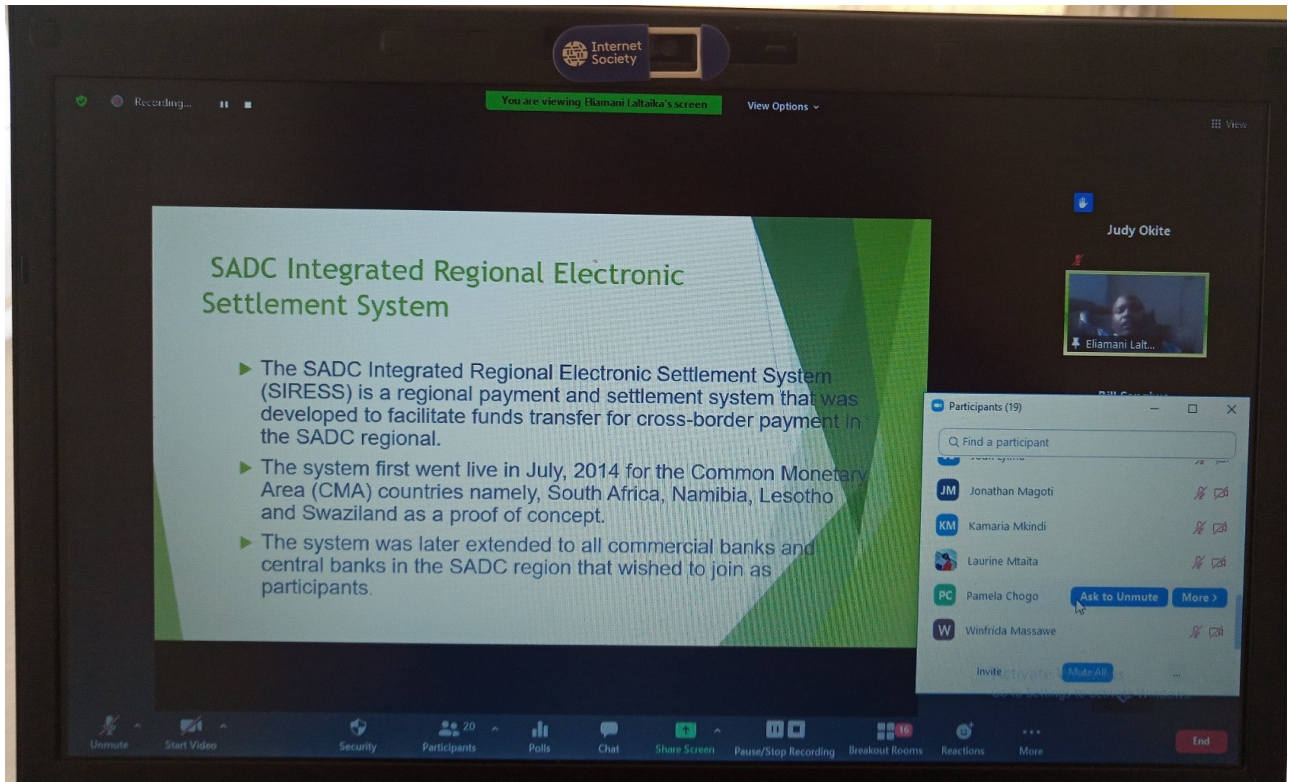 Internet
Society
Recording...
You are viewing Eliamani Laltaika's screen
View Options
View
Judy Okite
Eliamani Lalt...
SADC Integrated Regional Electronic
Settlement System
The SADC Integrated Regional Electronic Settlement System
(SIRESS) is a regional payment and settlement system that was
developed to facilitate funds transfer for cross-border payment in
the SADC regional.
The system first went live in July, 2014 for the Common Monetary
Area (CMA) countries namely, South Africa, Namibia, Lesotho
and Swaziland as a proof of concept.
The system was later extended to all commercial banks and
central banks in the SADC region that wished to join as
participants.
Participants (19)
Find a participant
JM Jonathan Magoti
KM Kamaria Mkindi
Laurine Mtaita
PC Pamela Chogo Ask to Unmute More >
W Winfrida Massawe
Invite Mute All ...
Unmute
Start Video
Security
Participants 20
Polls
Chat
Share Screen
Pause/Stop Recording
Breakout Rooms 16
Reactions
More
End